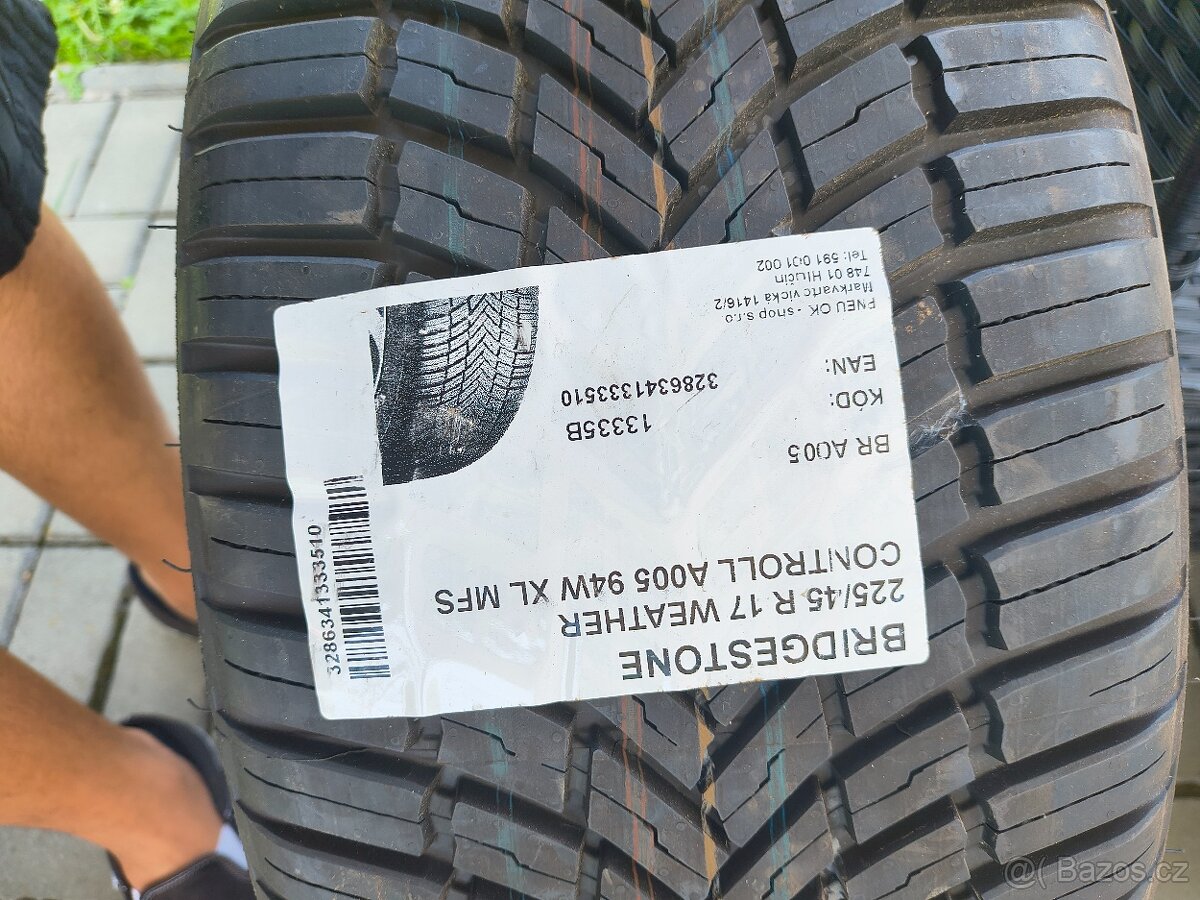 BRIDGESTONE
225/45 R 17 WEATHER
CONTROLL A005 94W XL MFS
BR A005
KÓD: 13335B
EAN: 3286341333510
PNEU OK - shop s.r.o
Markvartovická 1416/2
748 01 Hlučín
Tel: 591 001 002
3286341333510
Bazos.cz